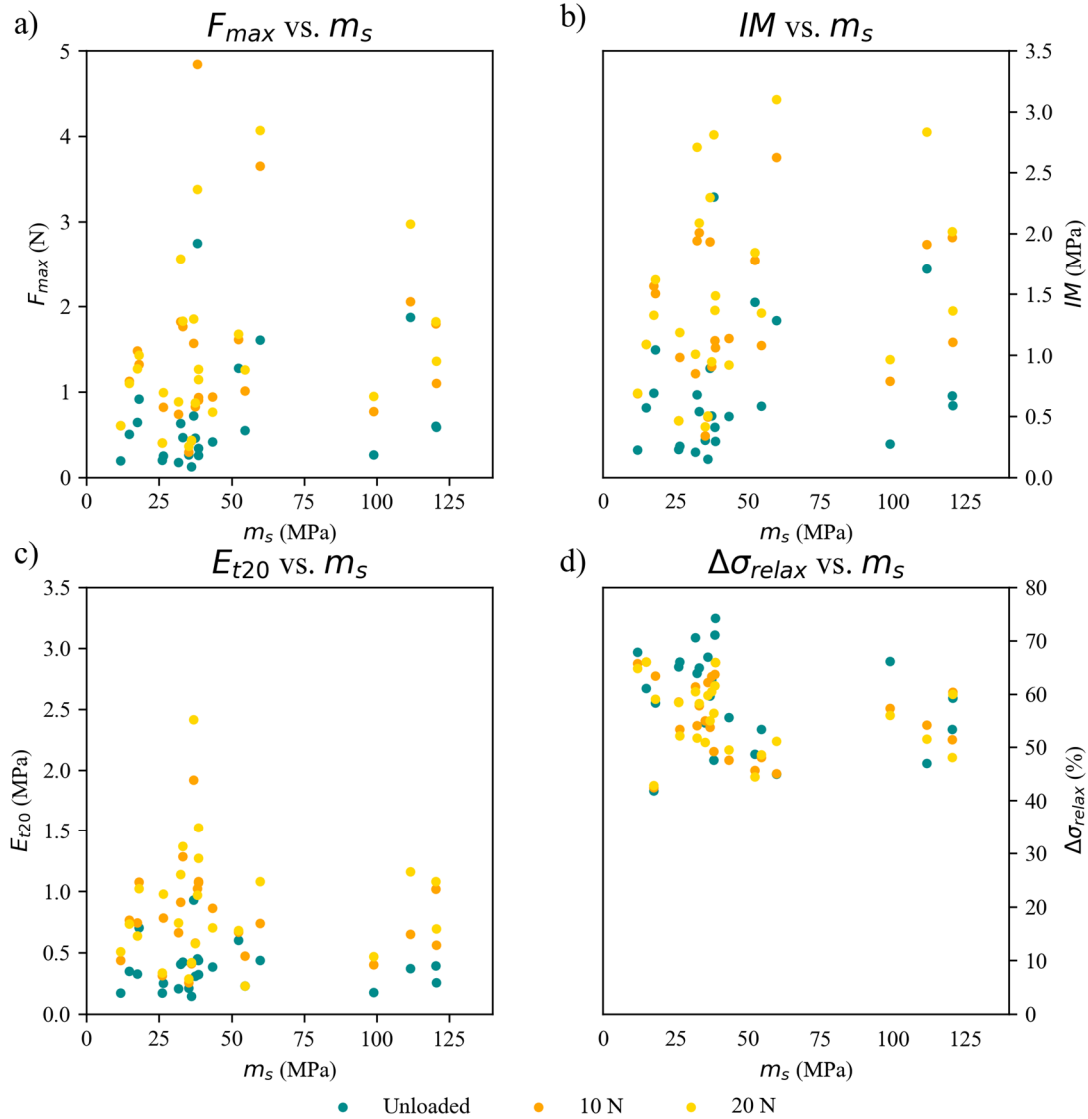 a) F_max vs. m_s
b) IM vs. m_s
5
4
3
2
1
0
F_max (N)
3.5
3.0
2.5
2.0
1.5
1.0
0.5
0.0
IM (MPa)
0 25 50 75 100 125
m_s (MPa)
0 25 50 75 100 125
m_s (MPa)
c) E_t20 vs. m_s
d) Δσ_relax vs. m_s
3.5
3.0
2.5
2.0
1.5
1.0
0.5
0.0
E_t20 (MPa)
80
70
60
50
40
30
20
10
0
Δσ_relax (%)
0 25 50 75 100 125
m_s (MPa)
0 25 50 75 100 125
m_s (MPa)
Unloaded 10 N 20 N